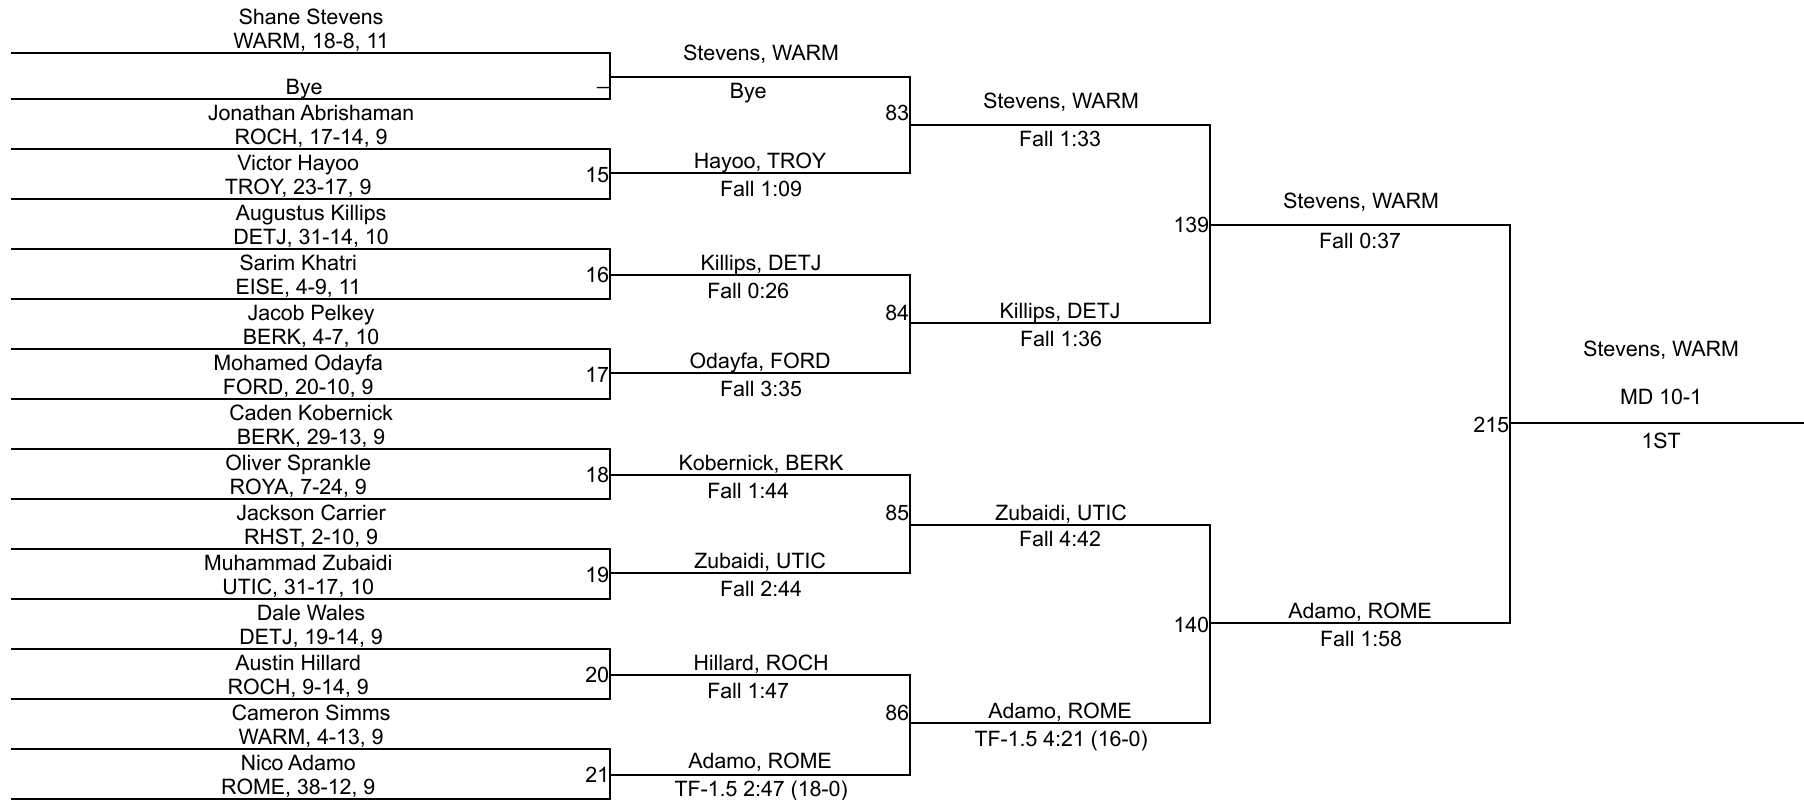 Shane Stevens
WARM, 18-8, 11
Bye
–
Jonathan Abrishaman
ROCH, 17-14, 9
Victor Hayoo
TROY, 23-17, 9
15
Augustus Killips
DETJ, 31-14, 10
Sarim Khatri
EISE, 4-9, 11
16
Jacob Pelkey
BERK, 4-7, 10
Mohamed Odayfa
FORD, 20-10, 9
17
Caden Kobernick
BERK, 29-13, 9
Oliver Sprankle
ROYA, 7-24, 9
18
Jackson Carrier
RHST, 2-10, 9
Muhammad Zubaidi
UTIC, 31-17, 10
19
Dale Wales
DETJ, 19-14, 9
Austin Hillard
ROCH, 9-14, 9
20
Cameron Simms
WARM, 4-13, 9
Nico Adamo
ROME, 38-12, 9
21
Stevens, WARM
Bye
83
Hayoo, TROY
Fall 1:09
Killips, DETJ
Fall 0:26
84
Odayfa, FORD
Fall 3:35
Kobernick, BERK
Fall 1:44
85
Zubaidi, UTIC
Fall 2:44
Hillard, ROCH
Fall 1:47
86
Adamo, ROME
TF-1.5 2:47 (18-0)
Stevens, WARM
Fall 1:33
139
Killips, DETJ
Fall 1:36
Zubaidi, UTIC
Fall 4:42
140
Adamo, ROME
TF-1.5 4:21 (16-0)
Stevens, WARM
Fall 0:37
215
Adamo, ROME
Fall 1:58
Stevens, WARM
MD 10-1
1ST